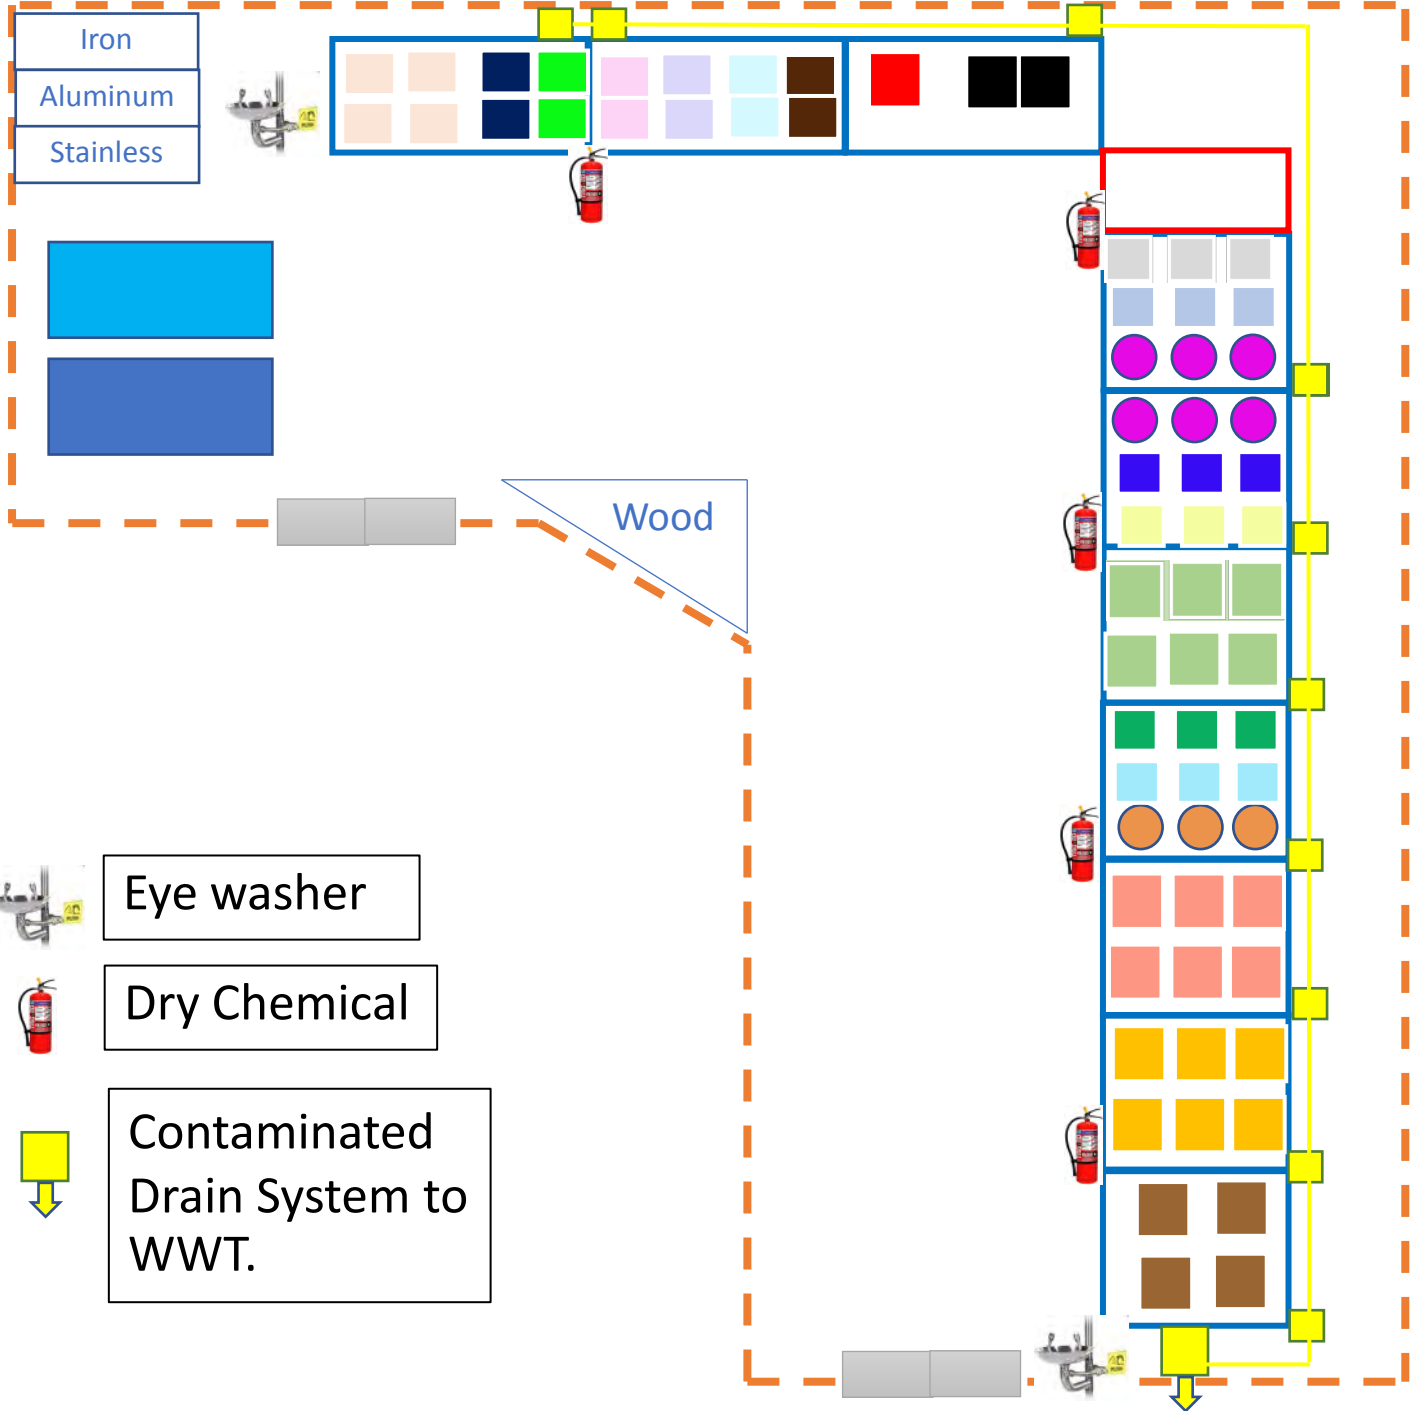 Iron
Aluminum
Stainless
Wood
Eye washer
Dry Chemical
Contaminated
Drain System to
WWT.